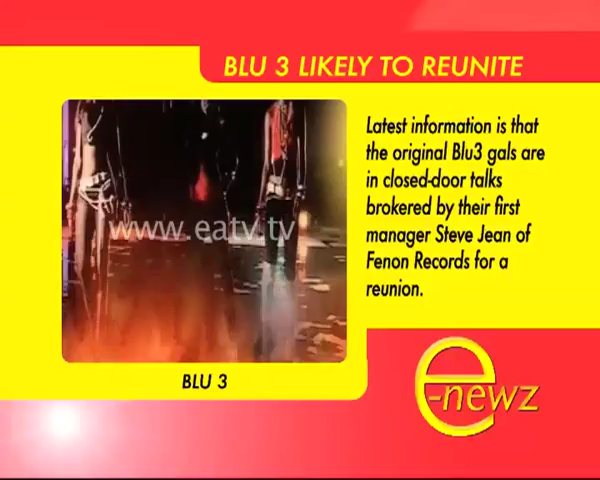 BLU 3 LIKELY TO REUNITE
Latest information is that
the original Blu3 gals are
in closed-door talks
brokered by their first
manager Steve Jean of
Fenon Records for a
reunion.
www.eatv.tv
BLU 3
e-newz